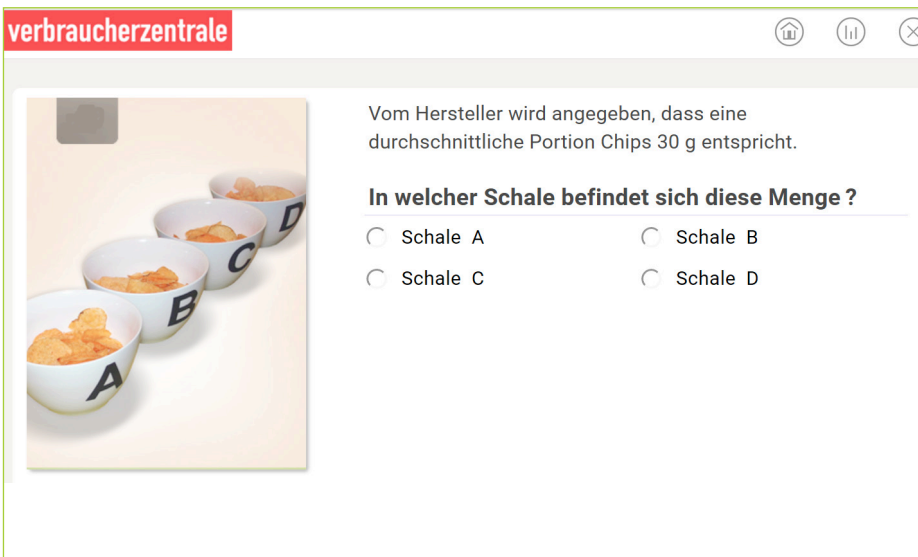 verbraucherzentrale
Vom Hersteller wird angegeben, dass eine
durchschnittliche Portion Chips 30 g entspricht.
In welcher Schale befindet sich diese Menge ?
Schale A
Schale B
Schale C
Schale D
D
C
B
A